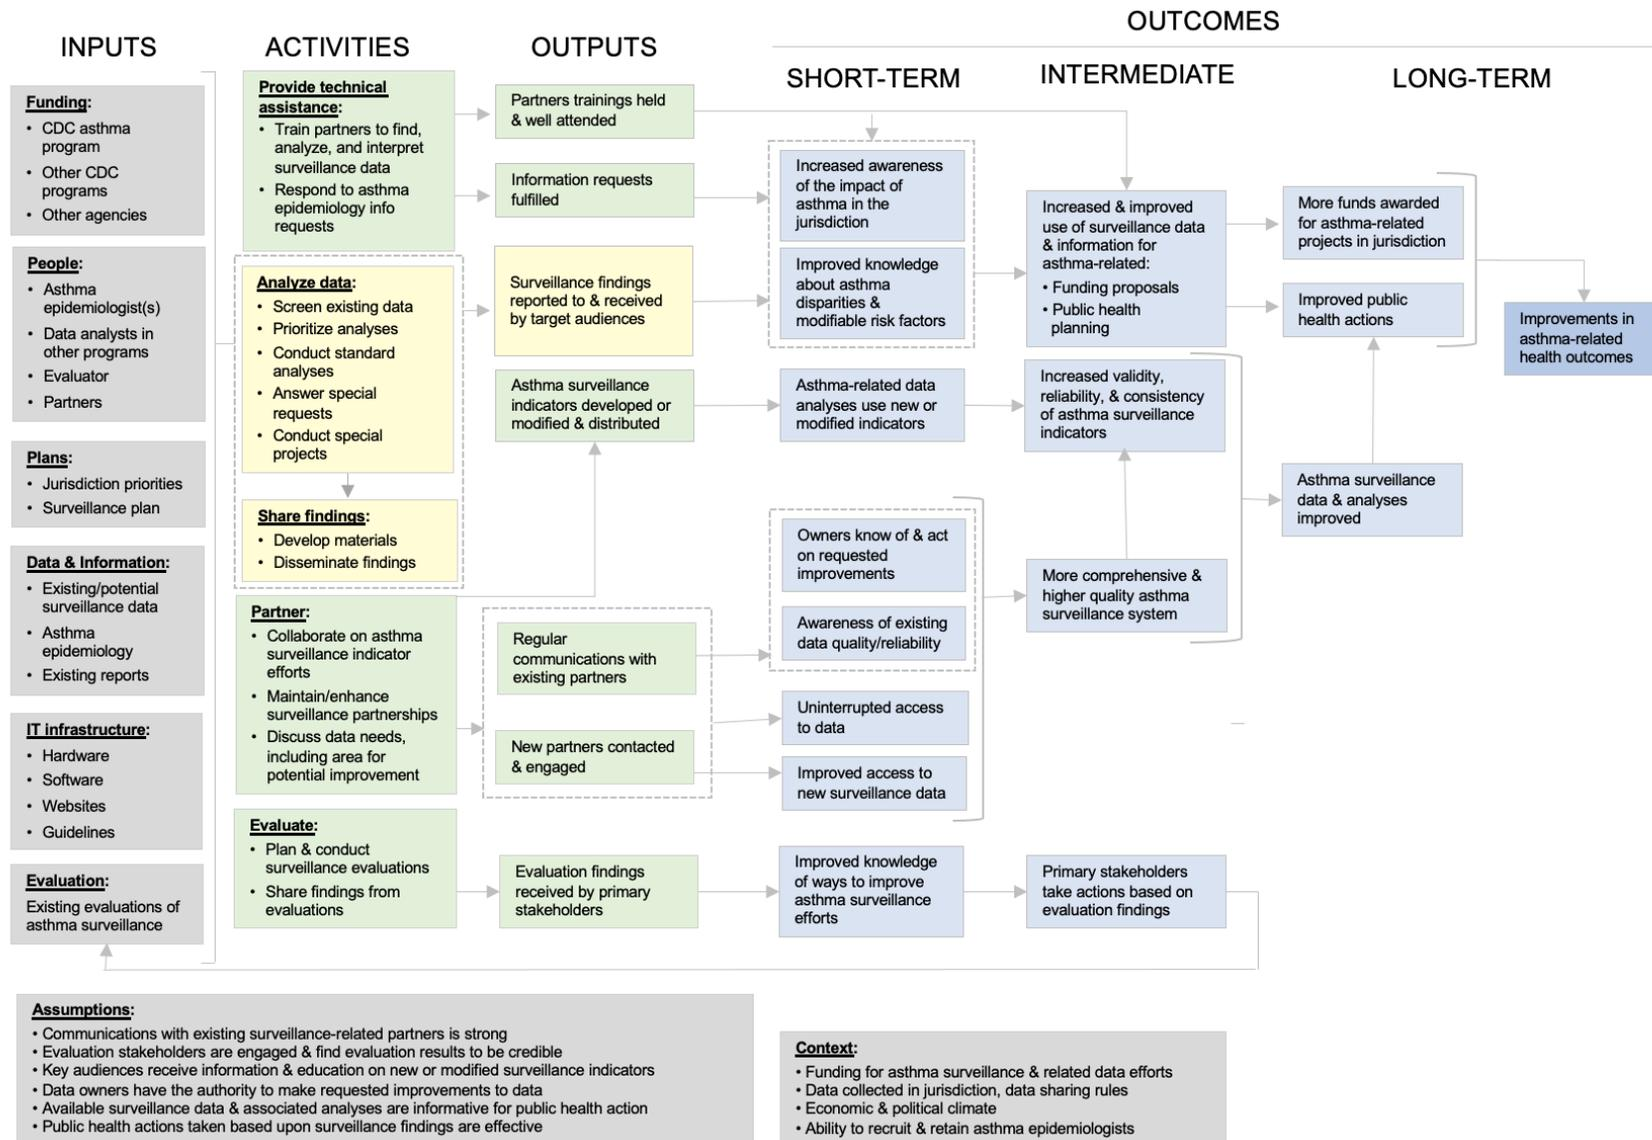 OUTCOMES
INPUTS
ACTIVITIES
OUTPUTS
SHORT-TERM
INTERMEDIATE
LONG-TERM
Funding:
• CDC asthma
program
• Other CDC
programs
• Other agencies
People:
• Asthma
epidemiologist(s)
• Data analysts in
other programs
• Evaluator
• Partners
Plans:
• Jurisdiction priorities
• Surveillance plan
Data & Information:
• Existing/potential
surveillance data
• Asthma
epidemiology
• Existing reports
IT infrastructure:
• Hardware
• Software
• Websites
• Guidelines
Evaluation:
Existing evaluations of
asthma surveillance
Provide technical
assistance:
• Train partners to find,
analyze, and interpret
surveillance data
• Respond to asthma
epidemiology info
requests
Analyze data:
• Screen existing data
• Prioritize analyses
• Conduct standard
analyses
• Answer special
requests
• Conduct special
projects
Share findings:
• Develop materials
• Disseminate findings
Partner:
• Collaborate on asthma
surveillance indicator
efforts
• Maintain/enhance
surveillance partnerships
• Discuss data needs,
including area for
potential improvement
Evaluate:
• Plan & conduct
surveillance evaluations
• Share findings from
evaluations
Partners trainings held
& well attended
Information requests
fulfilled
Surveillance findings
reported to & received
by target audiences
Asthma surveillance
indicators developed or
modified & distributed
Regular
communications with
existing partners
New partners contacted
& engaged
Evaluation findings
received by primary
stakeholders
Increased awareness
of the impact of
asthma in the
jurisdiction
Improved knowledge
about asthma
disparities &
modifiable risk factors
Asthma-related data
analyses use new or
modified indicators
Owners know of & act
on requested
improvements
Awareness of existing
data quality/reliability
Uninterrupted access
to data
Improved access to
new surveillance data
Improved knowledge
of ways to improve
asthma surveillance
efforts
Increased & improved
use of surveillance data
& information for
asthma-related:
• Funding proposals
• Public health
planning
Increased validity,
reliability, & consistency
of asthma surveillance
indicators
More comprehensive &
higher quality asthma
surveillance system
Primary stakeholders
take actions based on
evaluation findings
More funds awarded
for asthma-related
projects in jurisdiction
Improved public
health actions
Asthma surveillance
data & analyses
improved
Improvements in
asthma-related
health outcomes
Assumptions:
• Communications with existing surveillance-related partners is strong
• Evaluation stakeholders are engaged & find evaluation results to be credible
• Key audiences receive information & education on new or modified surveillance indicators
• Data owners have the authority to make requested improvements to data
• Available surveillance data & associated analyses are informative for public health action
• Public health actions taken based upon surveillance findings are effective
Context:
• Funding for asthma surveillance & related data efforts
• Data collected in jurisdiction, data sharing rules
• Economic & political climate
• Ability to recruit & retain asthma epidemiologists